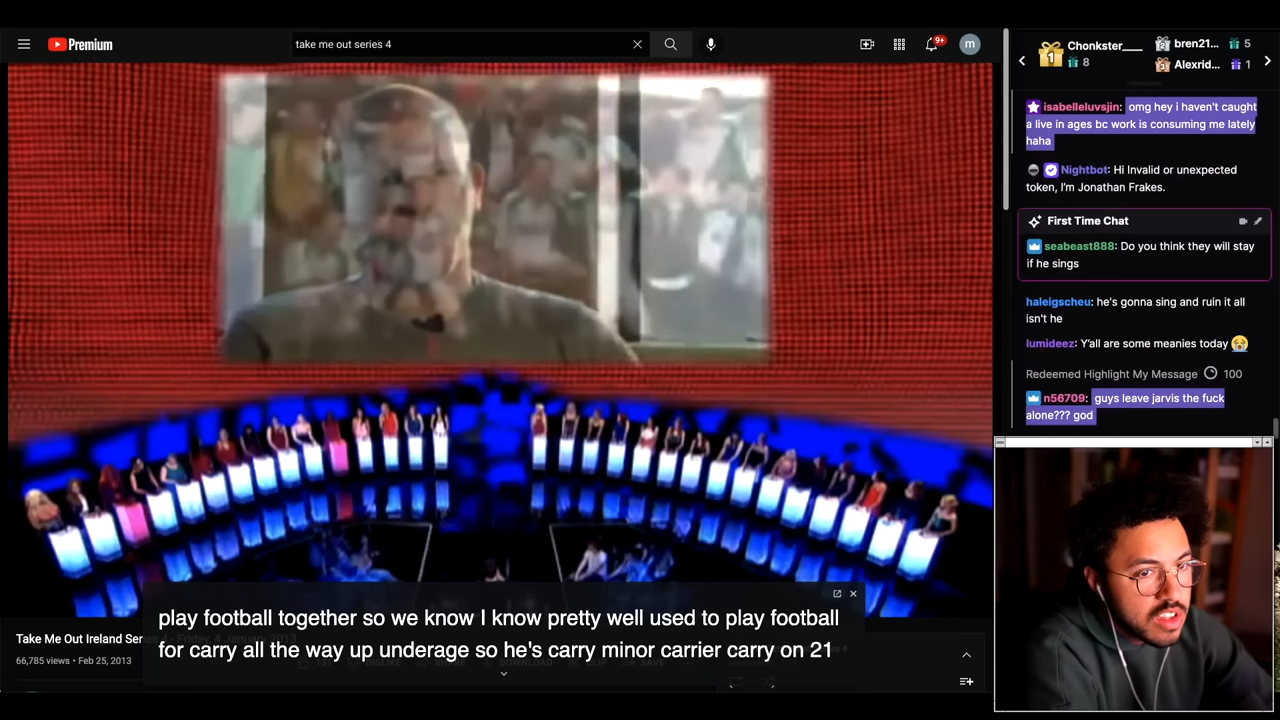 Premium
take me out series 4
9+
m
play football together so we know I know pretty well used to play football
for carry all the way up underage so he's carry minor carrier carry on 21
Take Me Out Ireland Ser
66,785 views • Feb 25, 2013
1
Chonkster___
8
2
bren21...
5
3
Alexrid...
1
isabelleluvsjin: omg hey i haven't caught
a live in ages bc work is consuming me lately
haha
Nightbot: Hi Invalid or unexpected
token, I'm Jonathan Frakes.
First Time Chat
seabeast888: Do you think they will stay
if he sings
haleigscheu: he's gonna sing and ruin it all
isn't he
lumideez: Y'all are some meanies today
Redeemed Highlight My Message 100
n56709: guys leave jarvis the fuck
alone??? god